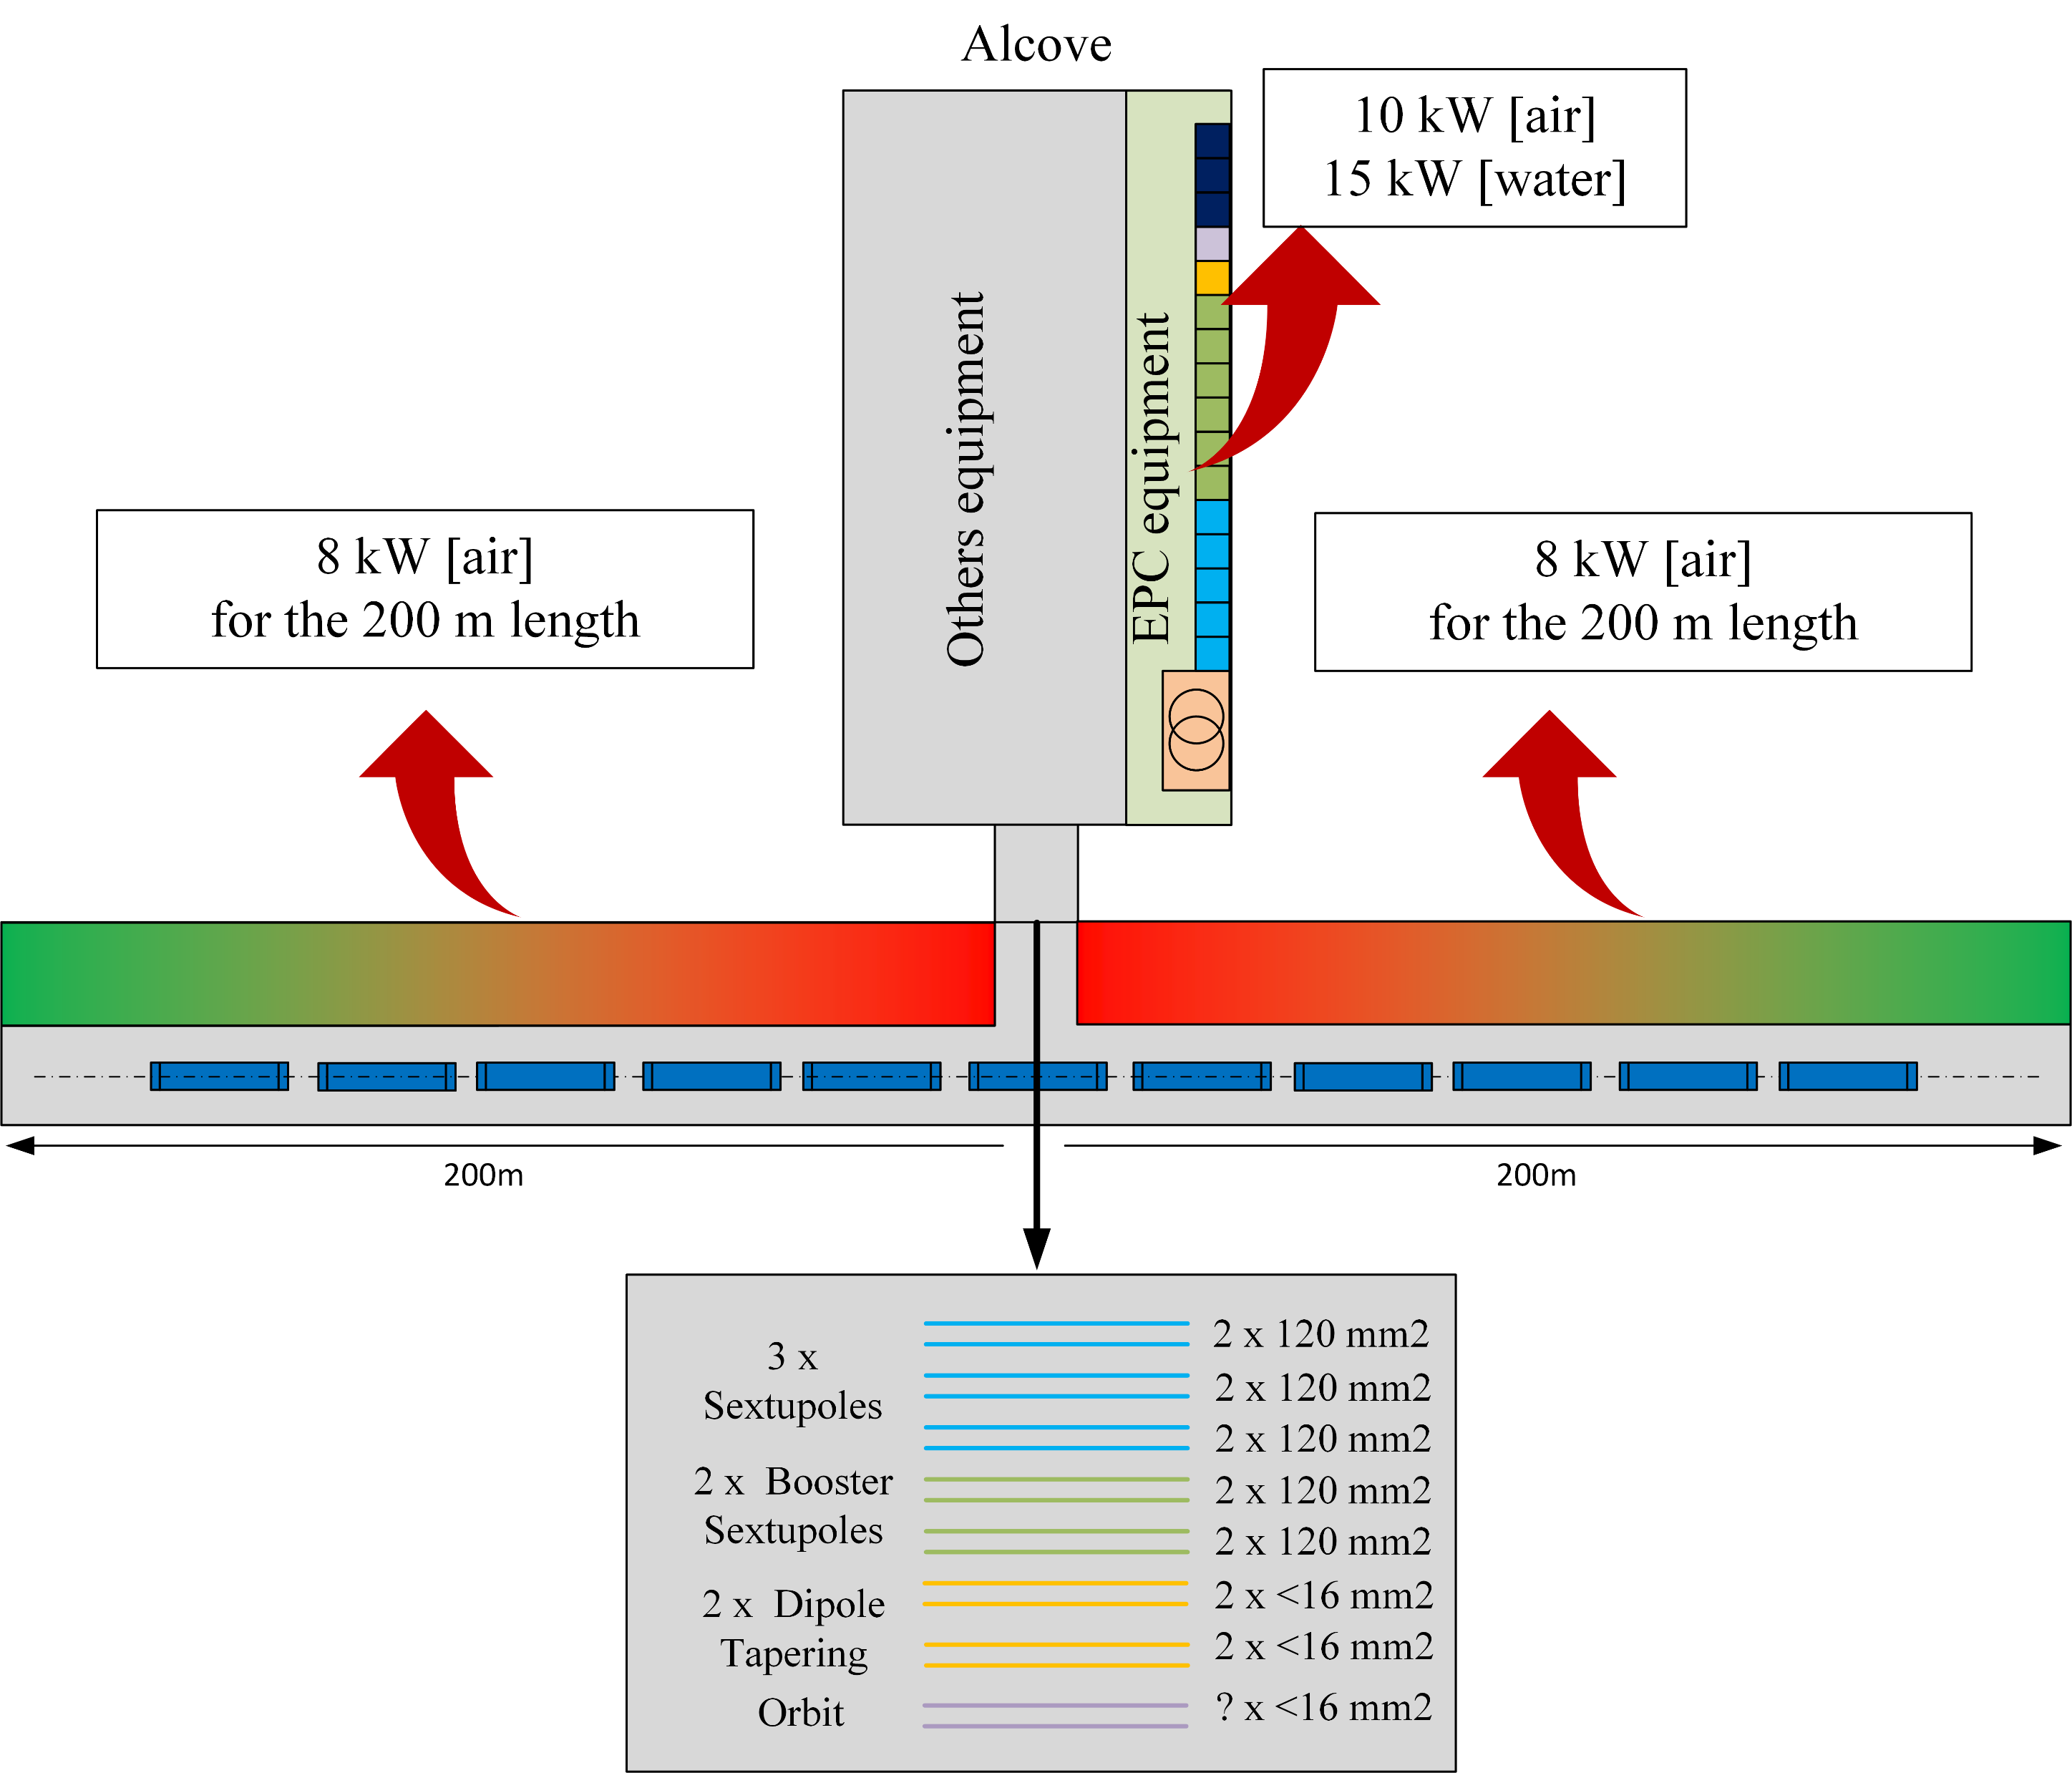 Alcove
10 kW [air]
15 kW [water]
Others equipment
EPC equipment
8 kW [air]
for the 200 m length
8 kW [air]
for the 200 m length
200m
200m
3 x
Sextupoles
2 x 120 mm2
2 x 120 mm2
2 x 120 mm2
2 x Booster
Sextupoles
2 x 120 mm2
2 x 120 mm2
2 x Dipole
Tapering
2 x <16 mm2
2 x <16 mm2
Orbit
? x <16 mm2